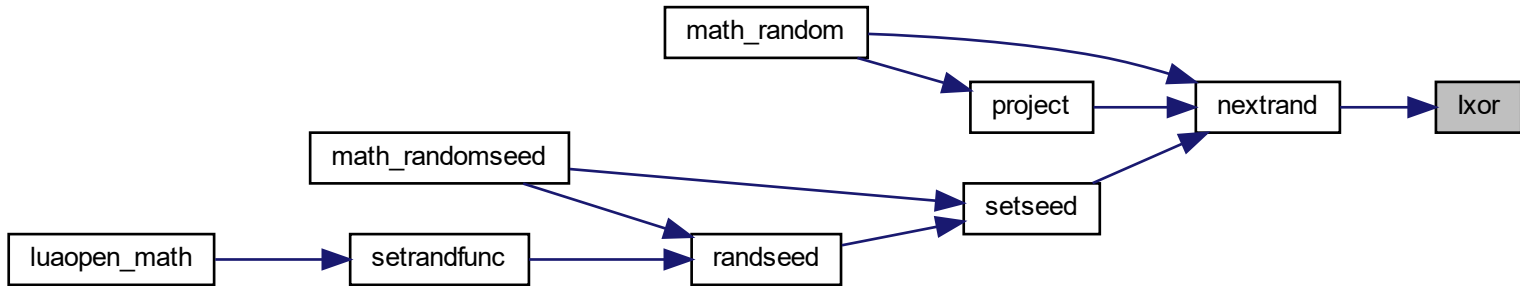 math_random
project
nextrand
lxor
math_randomseed
setseed
luaopen_math
setrandfunc
randseed